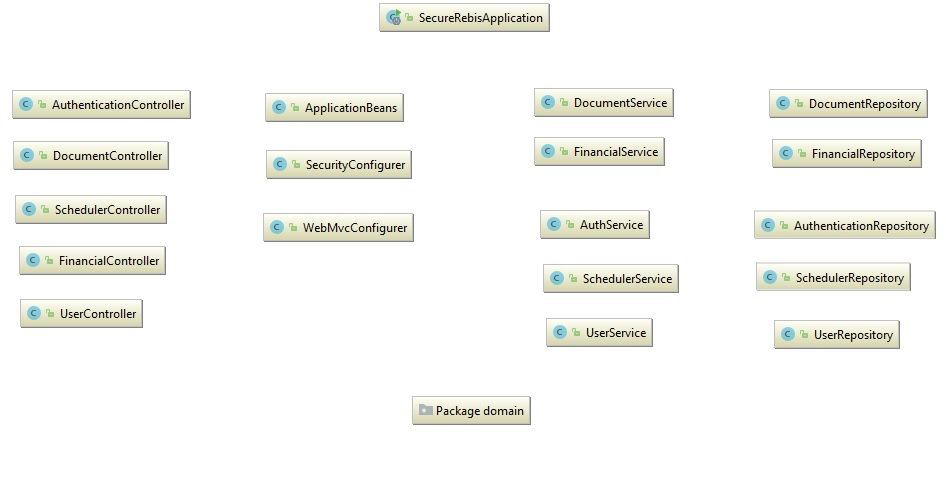 SecureRebisApplication
AuthenticationController
ApplicationBeans
DocumentService
DocumentRepository
DocumentController
SecurityConfigurer
FinancialService
FinancialRepository
SchedulerController
WebMvcConfigurer
AuthService
AuthenticationRepository
FinancialController
SchedulerService
SchedulerRepository
UserController
UserService
UserRepository
Package domain